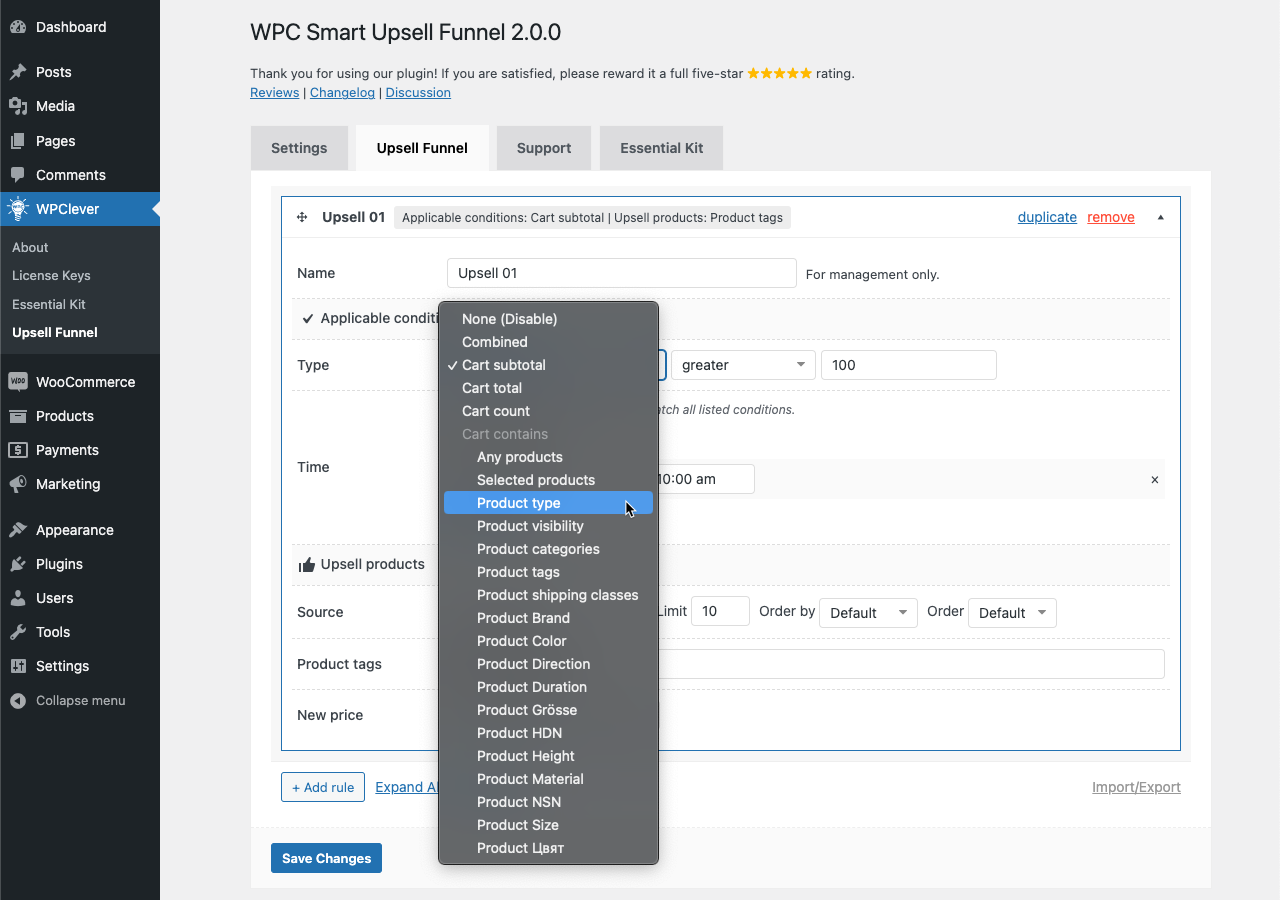 Dashboard
Posts
Media
Pages
Comments
WPClever
About
License Keys
Essential Kit
Upsell Funnel
WOO WooCommerce
Products
Payments
Marketing
Appearance
Plugins
Users
Tools
Settings
Collapse menu
WPC Smart Upsell Funnel 2.0.0
Thank you for using our plugin! If you are satisfied, please reward it a full five-star ⭐⭐⭐⭐⭐ rating.
Reviews | Changelog | Discussion
Settings Upsell Funnel Support Essential Kit
Upsell 01 Applicable conditions: Cart subtotal | Upsell products: Product tags duplicate remove
Name Upsell 01 For management only.
Applicable
Type greater 100
all listed conditions.
Time 10:00 am ×
Upsell products
Source Limit 10 Order by Default Order Default
Product tags
New price
None (Disable)
Combined
✓ Cart subtotal
Cart total
Cart count
Cart contains
Any products
Selected products
Product type
Product visibility
Product categories
Product tags
Product shipping classes
Product Brand
Product Color
Product Direction
Product Duration
Product Grösse
Product HDN
Product Height
Product Material
Product NSN
Product Size
Product Цвят
+ Add rule Expand Import/Export
Save Changes